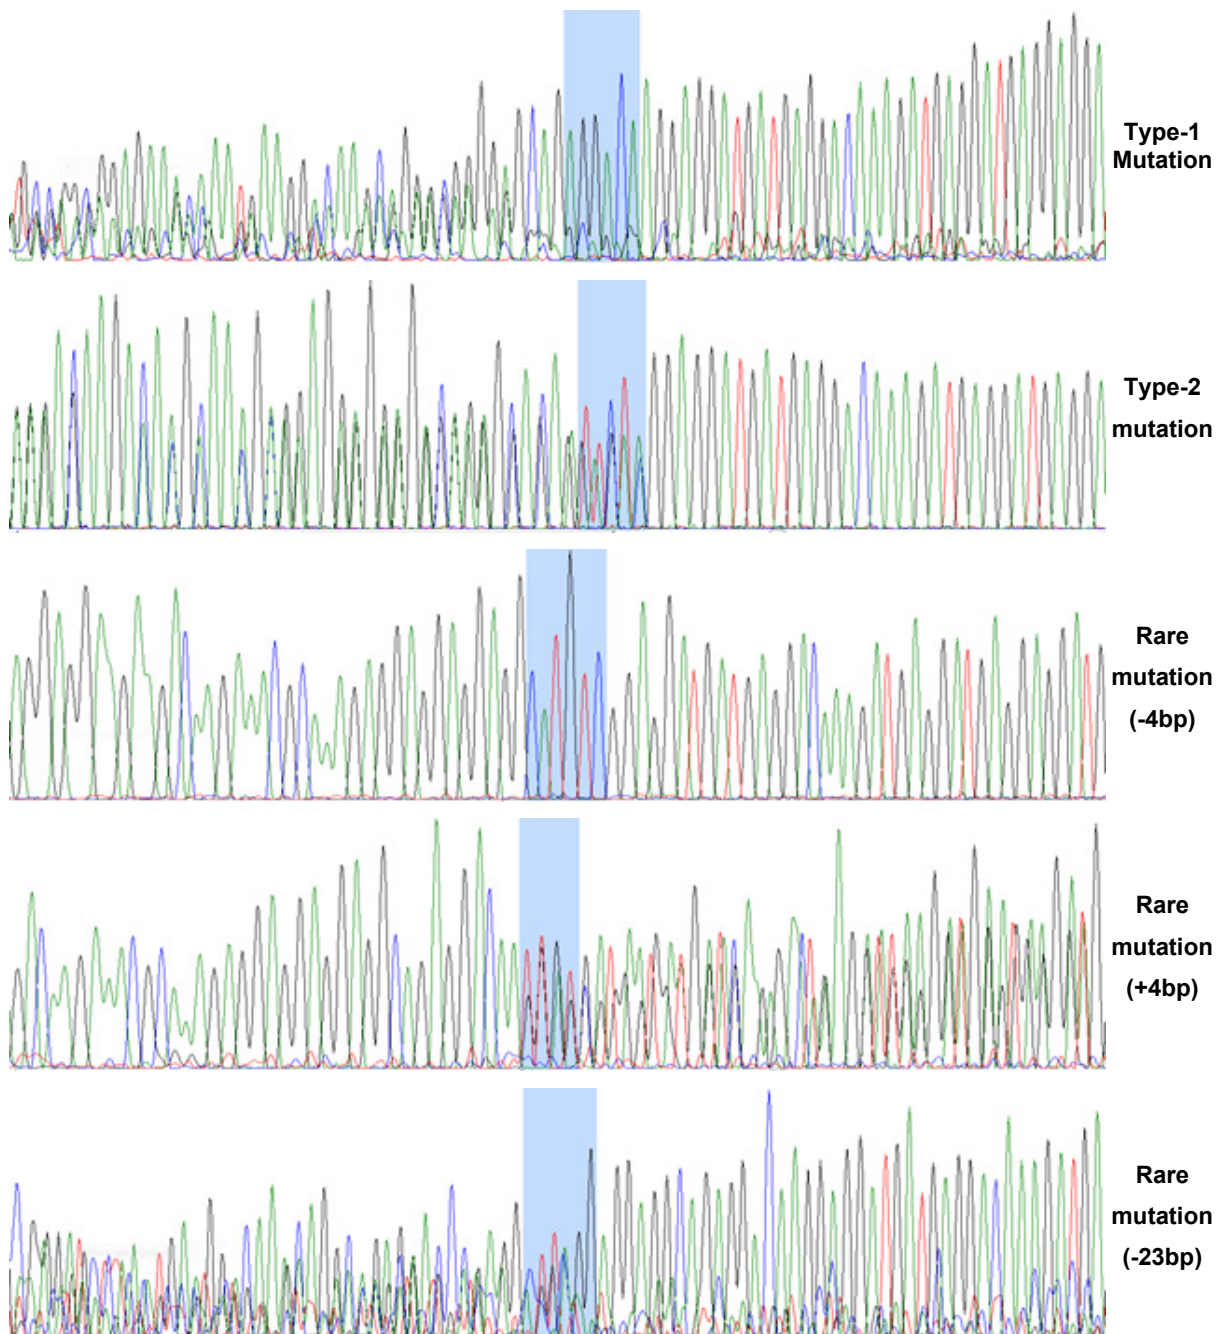 Type-1
Mutation
Type-2
mutation
Rare
mutation
(-4bp)
Rare
mutation
(+4bp)
Rare
mutation
(-23bp)